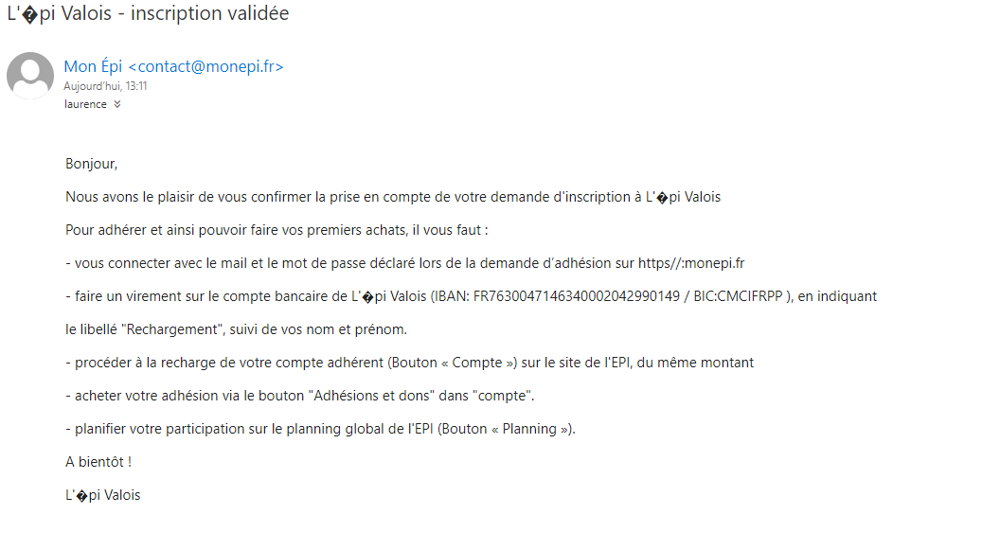 L'�pi Valois - inscription validée
Mon Épi <contact@monepi.fr>
Aujourd'hui, 13:11
laurence
Bonjour,
Nous avons le plaisir de vous confirmer la prise en compte de votre demande d'inscription à L'�pi Valois
Pour adhérer et ainsi pouvoir faire vos premiers achats, il vous faut :
- vous connecter avec le mail et le mot de passe déclaré lors de la demande d'adhésion sur https//:monepi.fr
- faire un virement sur le compte bancaire de L'�pi Valois (IBAN: FR7630047146340002042990149 / BIC:CMCIFRPP ), en indiquant
le libellé "Rechargement", suivi de vos nom et prénom.
- procéder à la recharge de votre compte adhérent (Bouton « Compte ») sur le site de l'EPI, du même montant
- acheter votre adhésion via le bouton "Adhésions et dons" dans "compte".
- planifier votre participation sur le planning global de l'EPI (Bouton « Planning »).
A bientôt !
L'�pi Valois